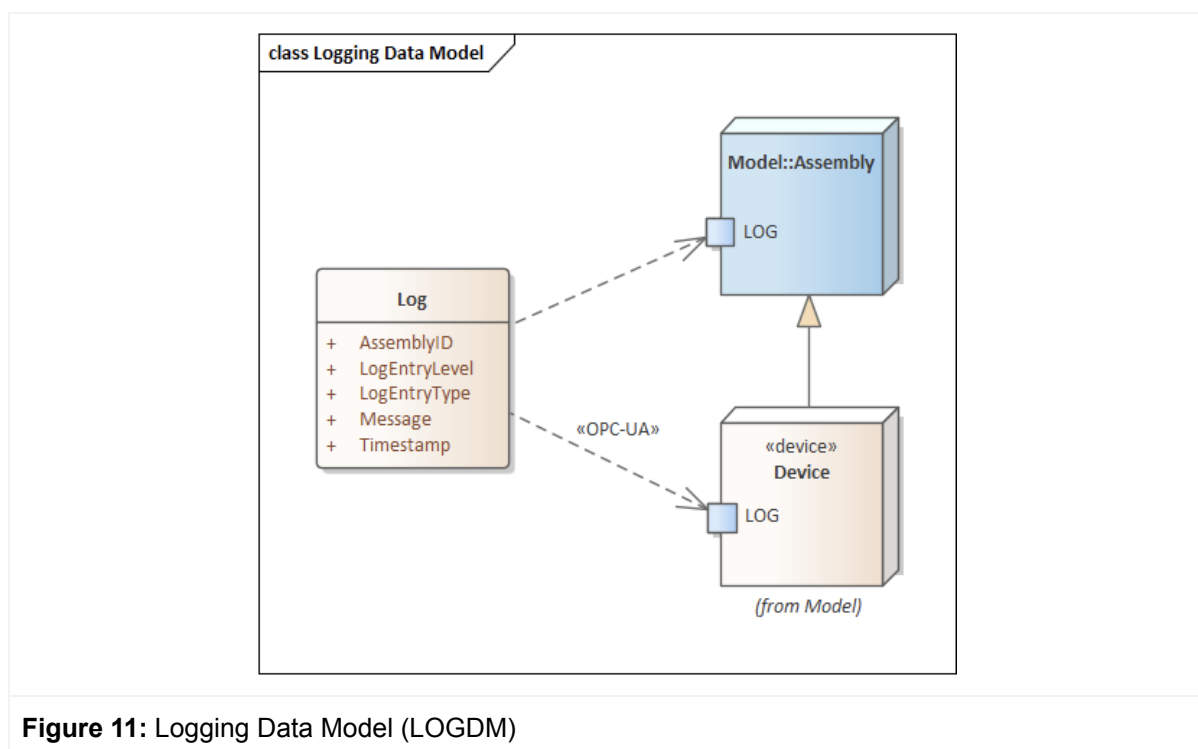 class Logging Data Model
Model::Assembly
LOG
Log
+ AssemblyID
+ LogEntryLevel
+ LogEntryType
+ Message
+ Timestamp
«OPC-UA»
«device»
Device
LOG
(from Model)
Figure 11: Logging Data Model (LOGDM)